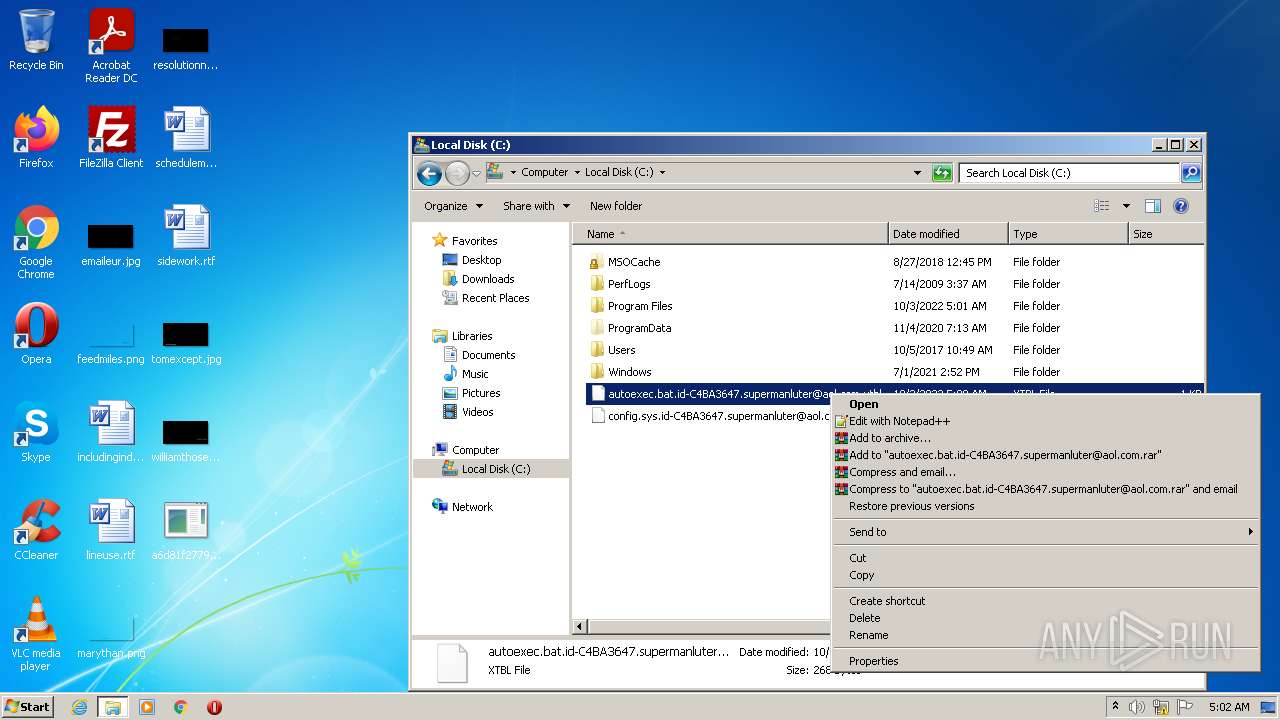 Recycle Bin
Acrobat
Reader DC
resolutionn...
Firefox
FileZilla Client
schedulem...
Google
Chrome
emaileur.jpg
sidework.rtf
Opera
feedmiles.png
tomexcept.jpg
Skype
includingind...
williamthose...
CCleaner
lineuse.rtf
a6d81f2779...
VLC media
player
marythan.png
Local Disk (C:)
Computer Local Disk (C:)
Search Local Disk (C:)
Organize Share with New folder
Favorites
Desktop
Downloads
Recent Places
Libraries
Documents
Music
Pictures
Videos
Computer
Local Disk (C:)
Network
Name Date modified Type Size
MSOCache 8/27/2018 12:45 PM File folder
PerfLogs 7/14/2009 3:37 AM File folder
Program Files 10/3/2022 5:01 AM File folder
ProgramData 11/4/2020 7:13 AM File folder
Users 10/5/2017 10:49 AM File folder
Windows 7/1/2021 2:52 PM File folder
autoexec.bat.id-C4BA3647.supermanluter@
config.sys.id-C4BA3647.supermanluter@aol.c
Open
Edit with Notepad++
Add to archive...
Add to "autoexec.bat.id-C4BA3647.supermanluter@aol.com.rar"
Compress and email...
Compress to "autoexec.bat.id-C4BA3647.supermanluter@aol.com.rar" and email
Restore previous versions
Send to
Cut
Copy
Create shortcut
Delete
Rename
Properties
autoexec.bat.id-C4BA3647.supermanluter... Date modified: 10/
XTBL File Size: 266
ANY RUN
Start
5:02 AM